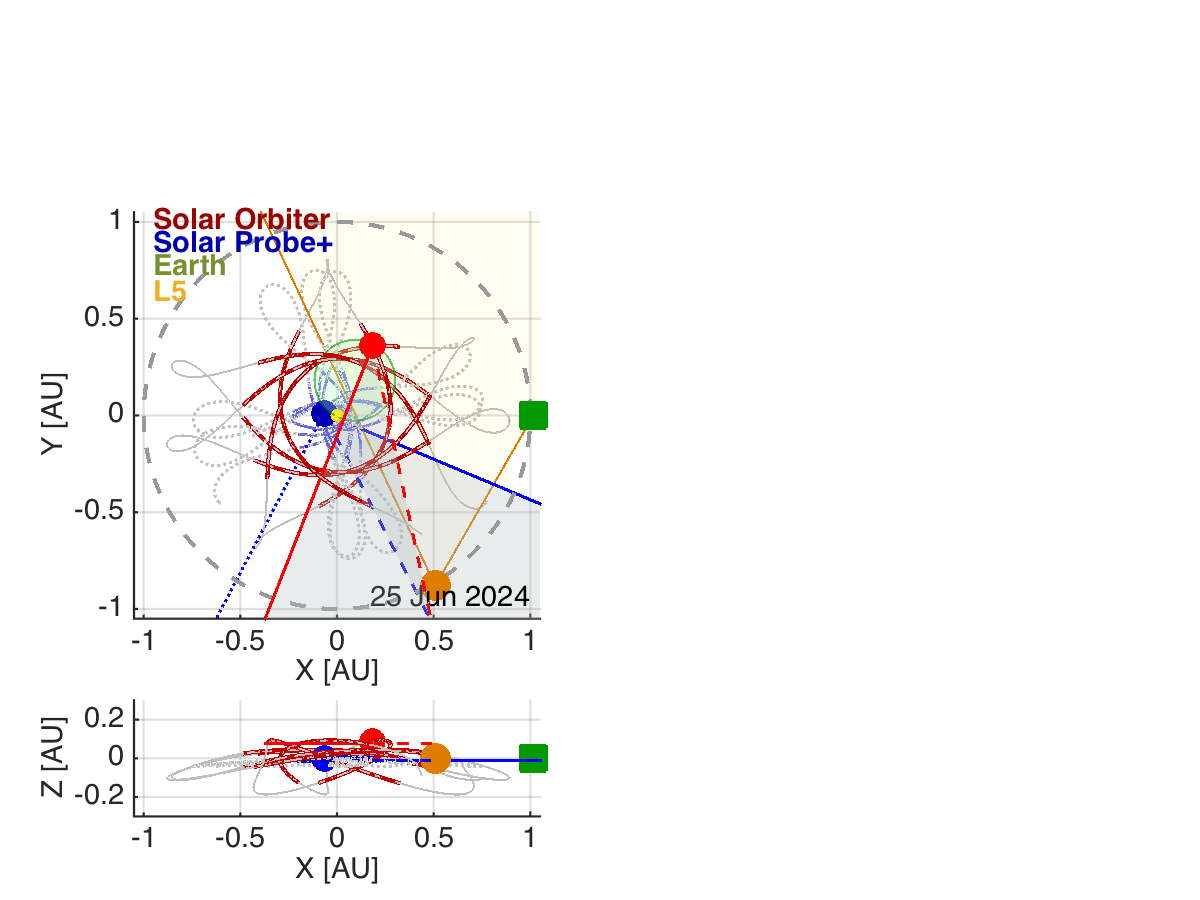 Solar Orbiter
Solar Probe+
Earth
L5
1
0.5
0
-0.5
-1
Y [AU]
25 Jun 2024
-1 -0.5 0 0.5 1
X [AU]
0.2
0
-0.2
Z [AU]
-1 -0.5 0 0.5 1
X [AU]